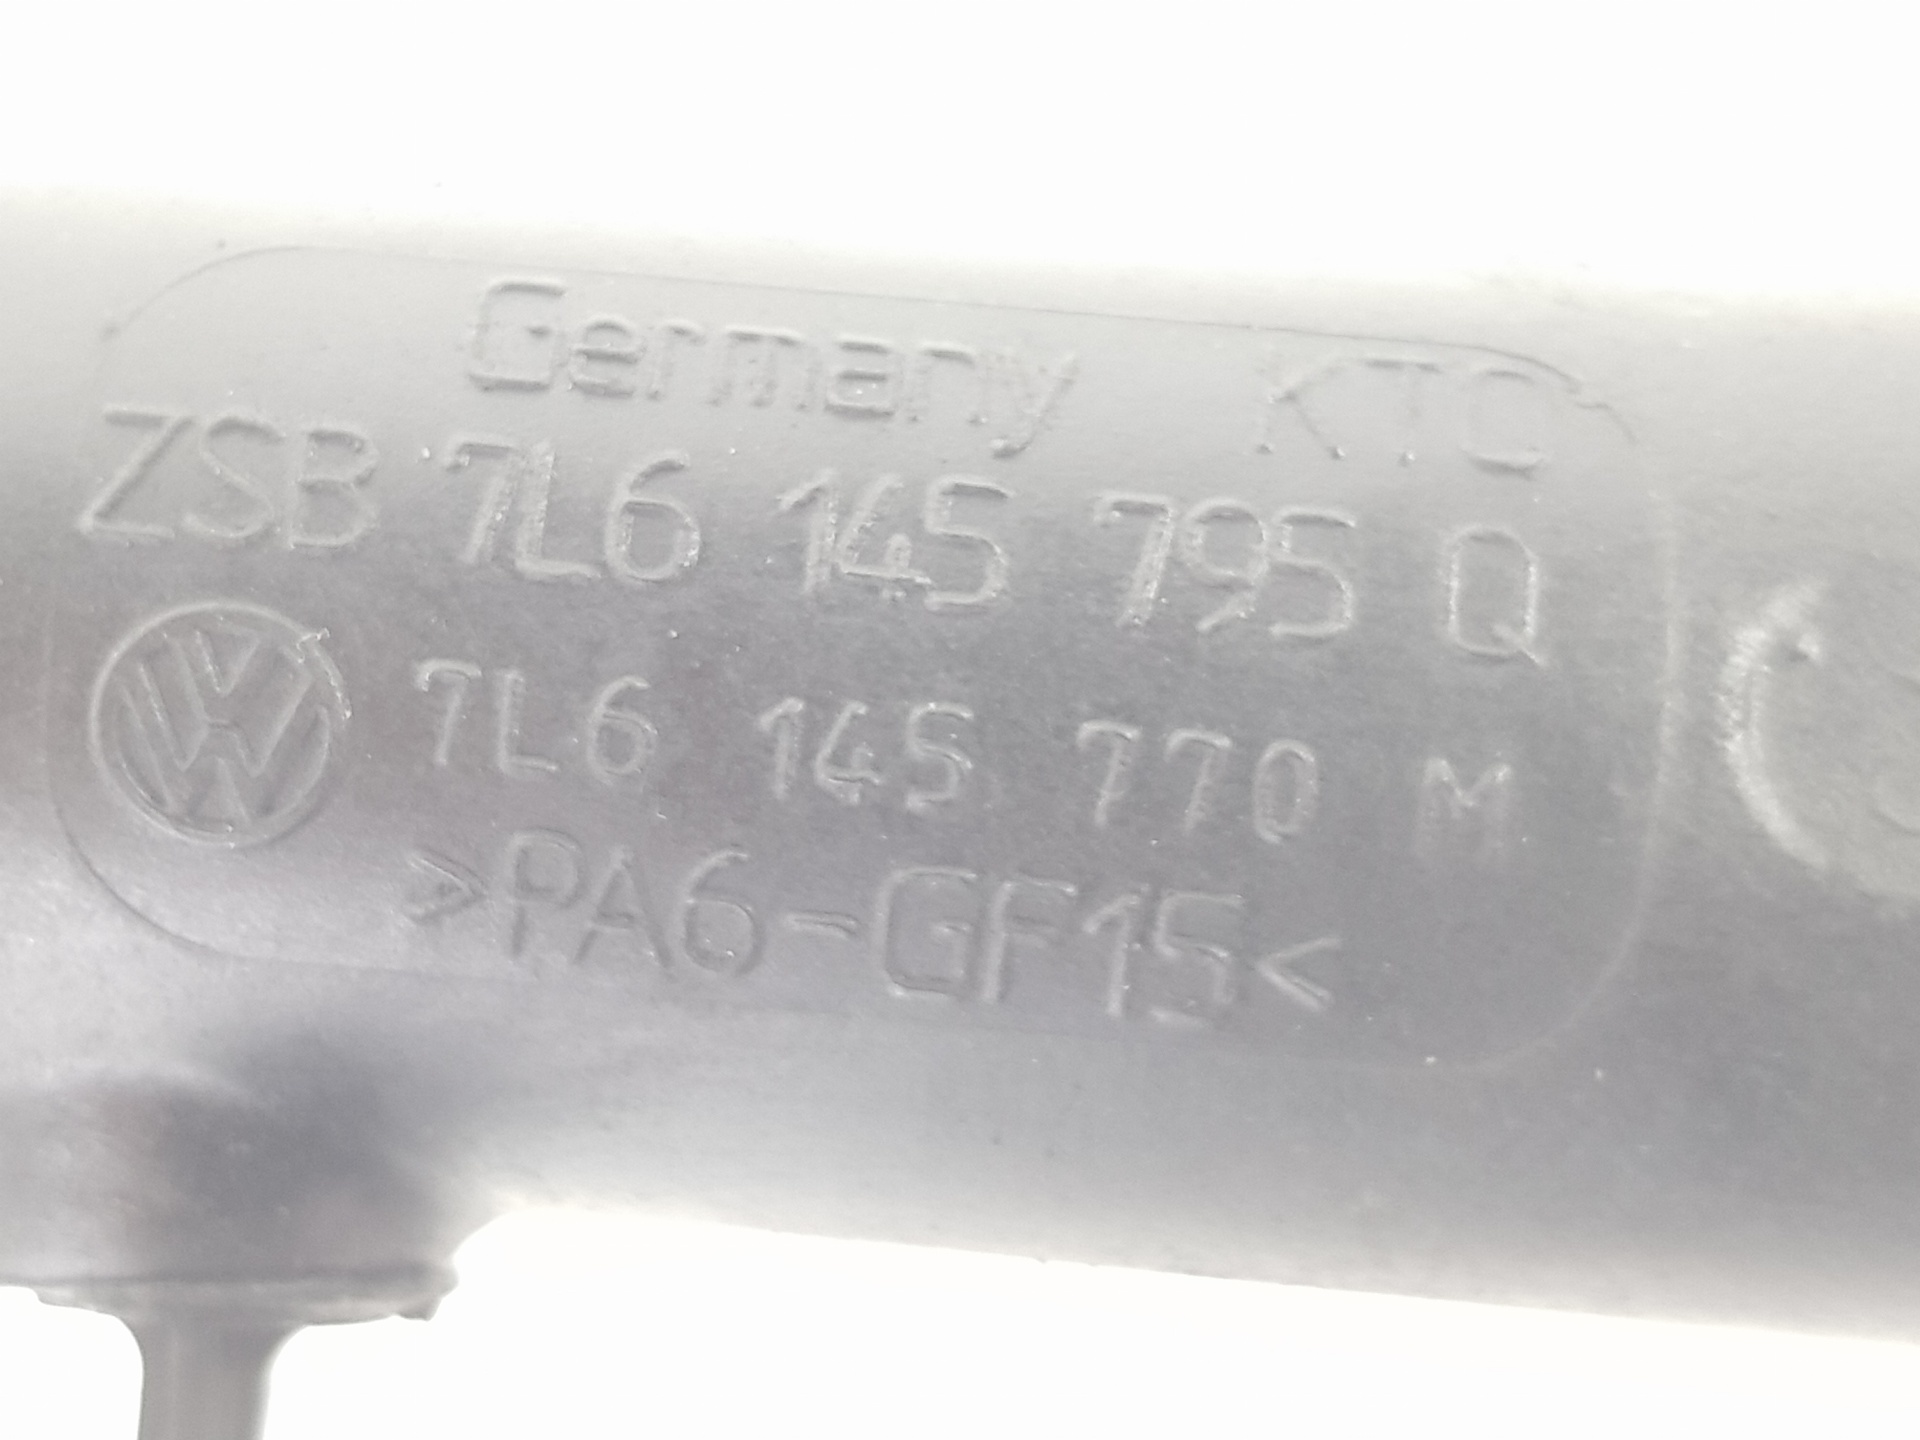 Germany KTC
ZSB 7L6 145 795 Q
7L6 145 770 M
>PA6-GF15<